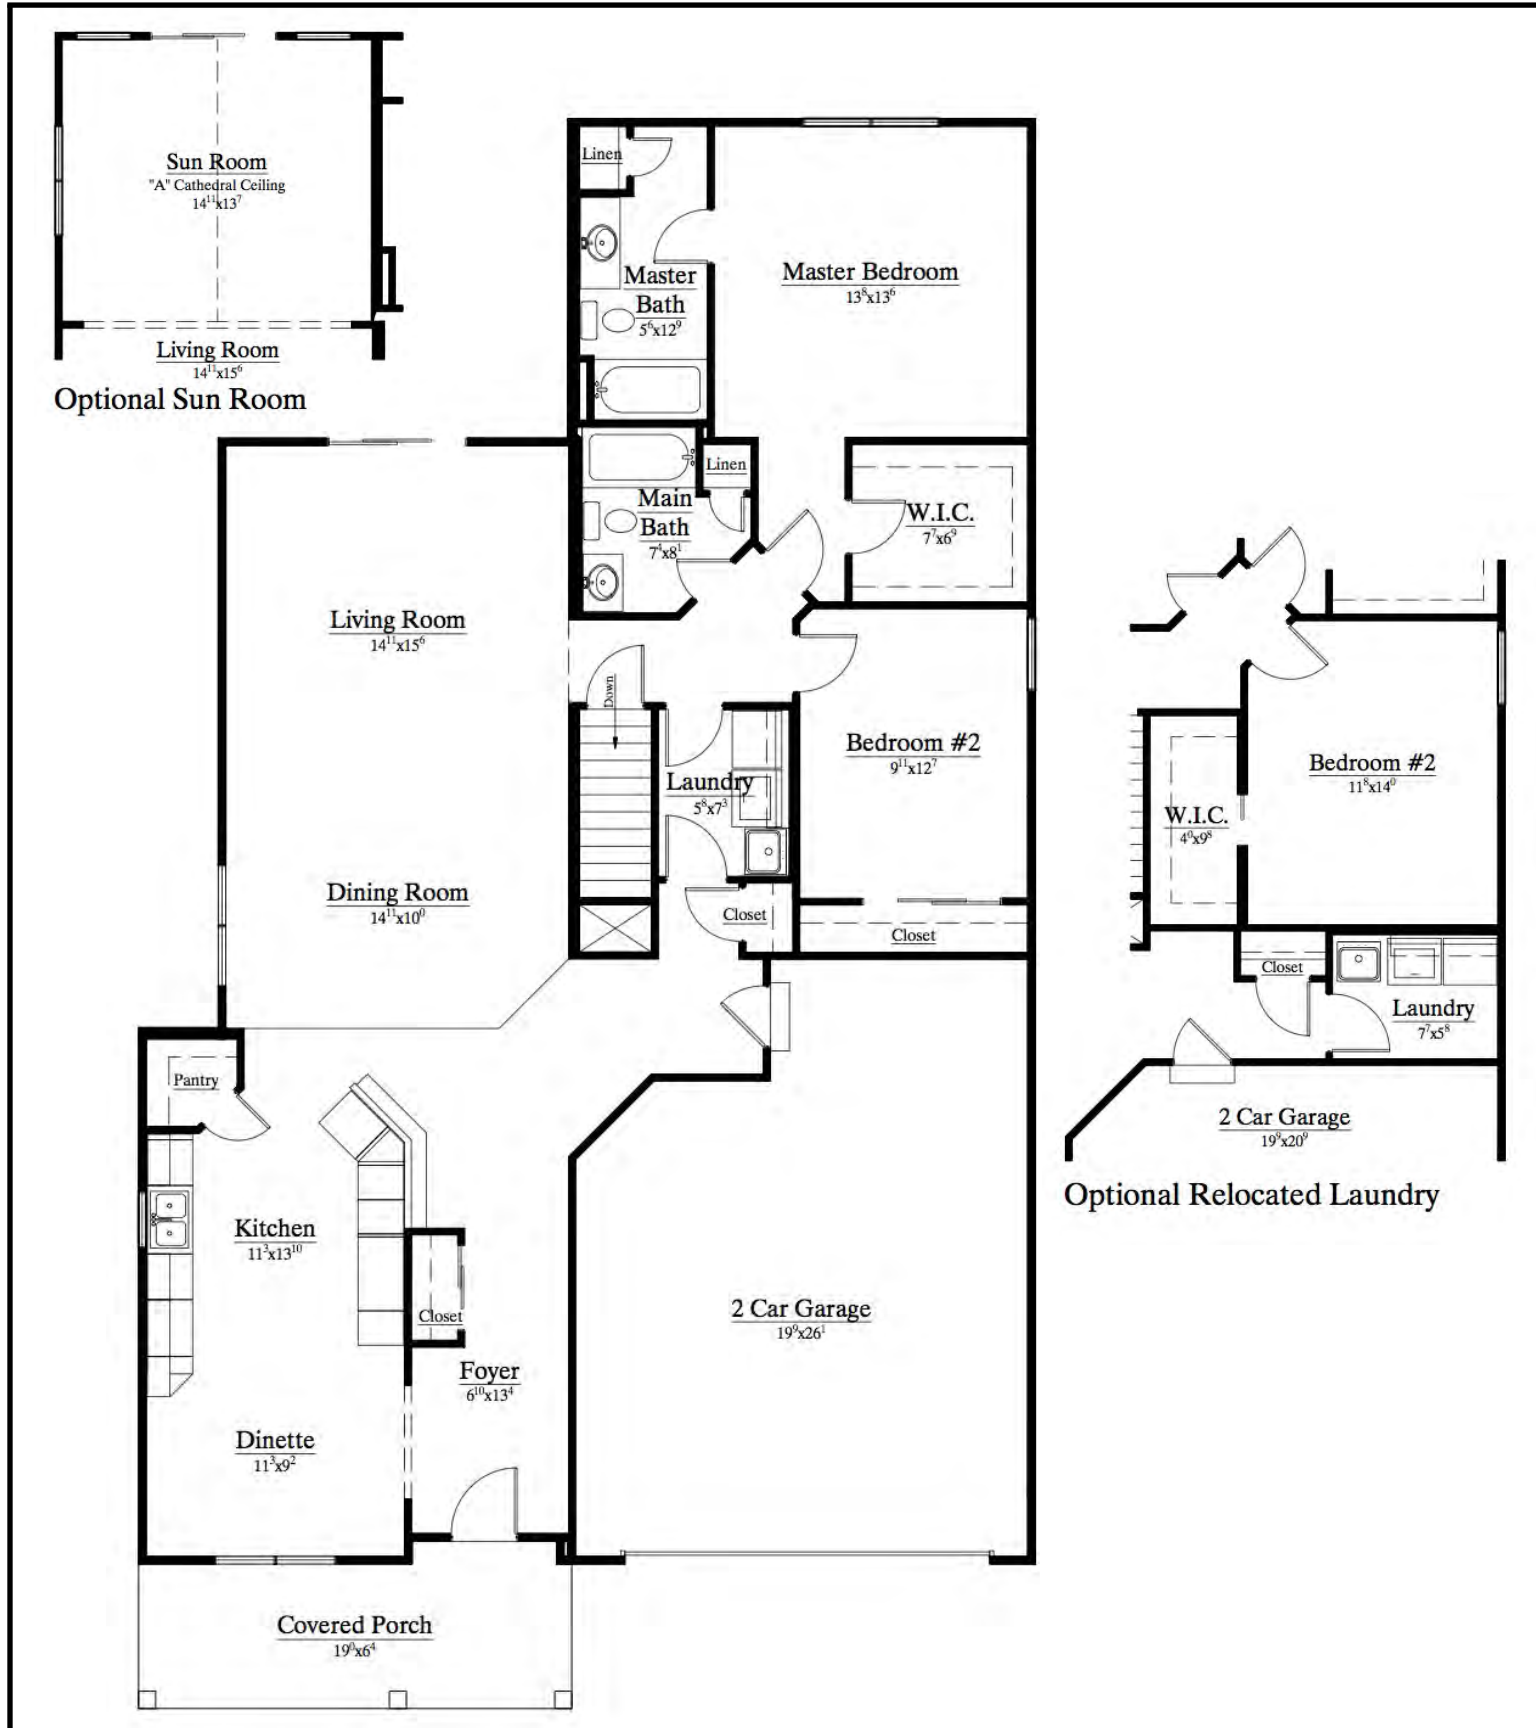 Sun Room
"A" Cathedral Ceiling
14¹¹x13⁷
Living Room
14¹¹x15⁶
Optional Sun Room
Linen
Master
Bath
5⁶x12⁹
Master Bedroom
13⁸x13⁶
Linen
Main
Bath
7⁴x8¹
W.I.C.
7⁷x6⁹
Living Room
14¹¹x15⁶
Down
Laundry
5⁸x7³
Bedroom #2
9¹¹x12⁷
Dining Room
14¹¹x10⁰
Closet
Closet
Bedroom #2
11⁸x14⁰
W.I.C.
4⁰x9⁸
Closet
Laundry
7⁷x5⁸
2 Car Garage
19⁹x20⁹
Optional Relocated Laundry
Pantry
Kitchen
11³x13¹⁰
Closet
2 Car Garage
19⁹x26¹
Foyer
6¹⁰x13⁴
Dinette
11³x9²
Covered Porch
19⁰x6⁴